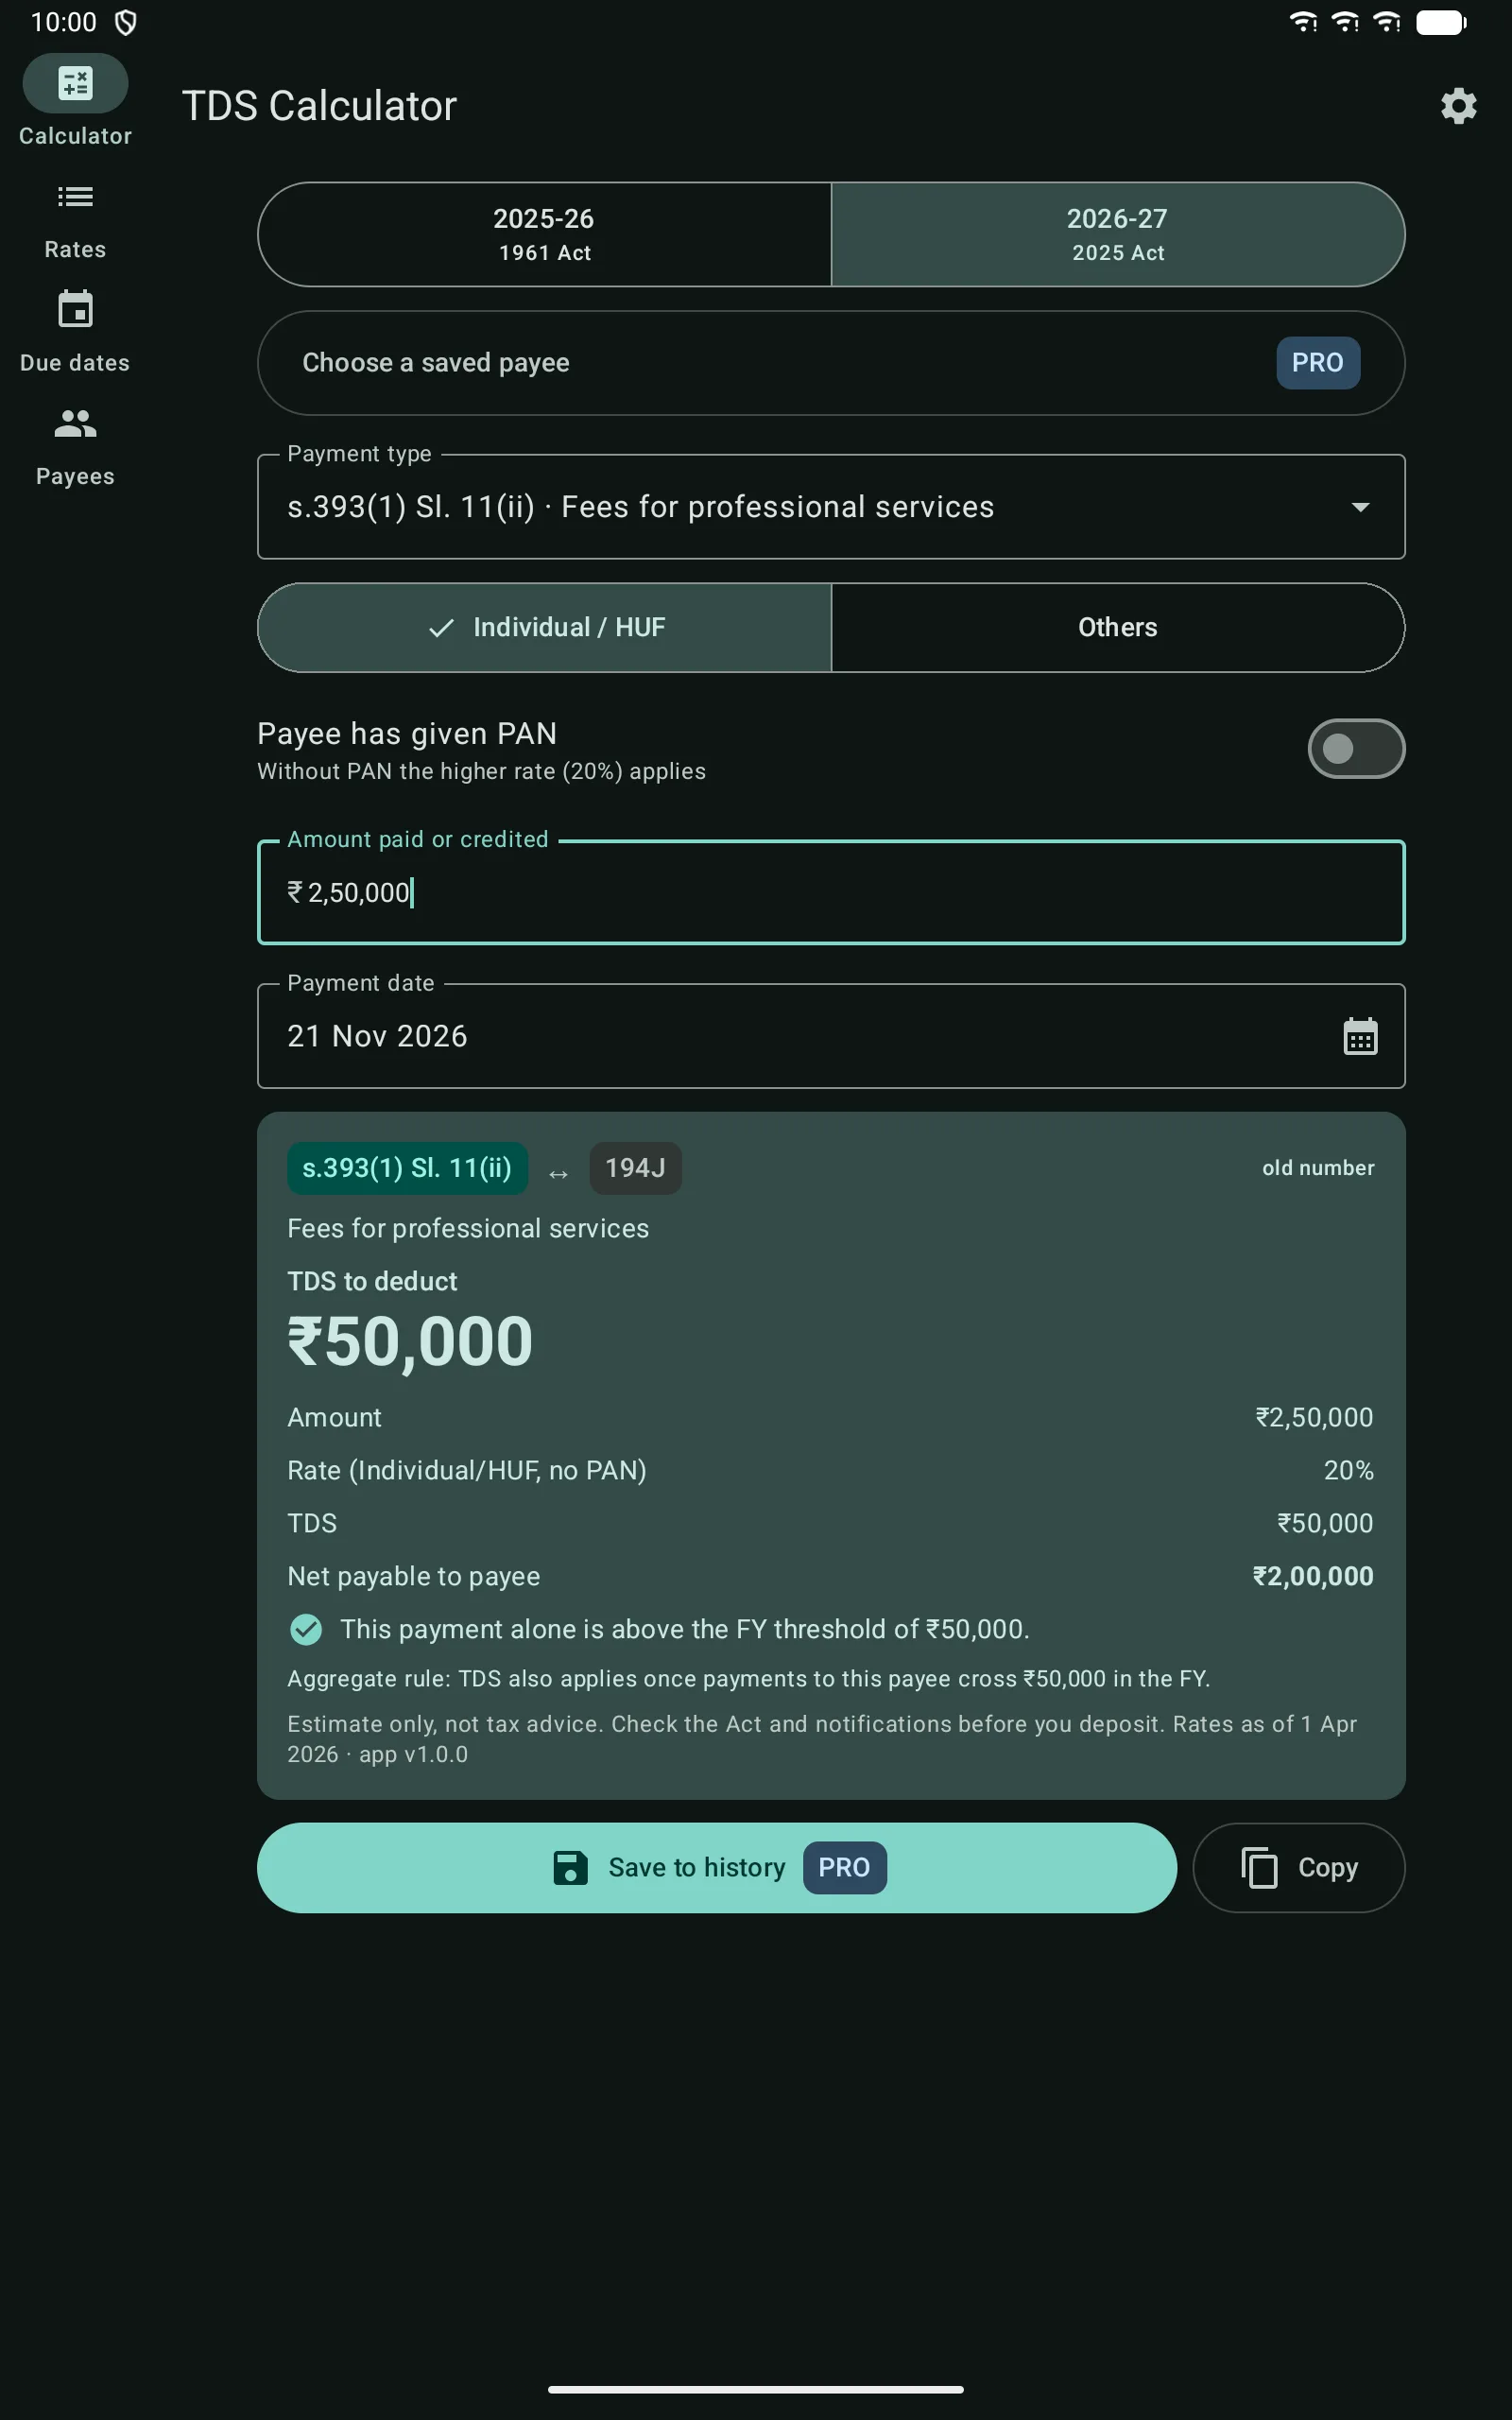 10:00
Calculator
Rates
Due dates
Payees
TDS Calculator
2025-26
1961 Act
2026-27
2025 Act
Choose a saved payee
PRO
Payment type
s.393(1) Sl. 11(ii) · Fees for professional services
Individual / HUF
Others
Payee has given PAN
Without PAN the higher rate (20%) applies
Amount paid or credited
₹ 2,50,000
Payment date
21 Nov 2026
s.393(1) Sl. 11(ii) ↔ 194J
old number
Fees for professional services
TDS to deduct
₹50,000
Amount ₹2,50,000
Rate (Individual/HUF, no PAN) 20%
TDS ₹50,000
Net payable to payee ₹2,00,000
This payment alone is above the FY threshold of ₹50,000.
Aggregate rule: TDS also applies once payments to this payee cross ₹50,000 in the FY.
Estimate only, not tax advice. Check the Act and notifications before you deposit. Rates as of 1 Apr
2026 · app v1.0.0
Save to history PRO
Copy